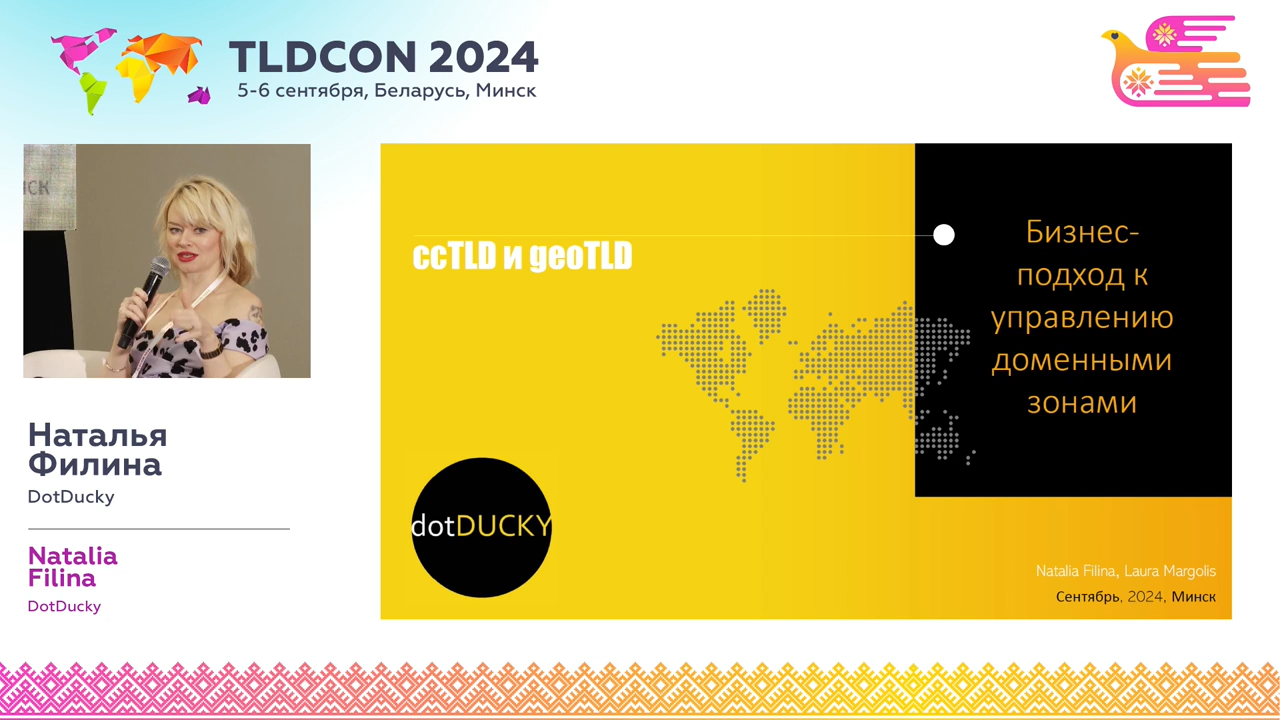 TLDCON 2024
5-6 сентября, Беларусь, Минск
НСК
Наталья
Филина
DotDucky
Natalia
Filina
DotDucky
ccTLD и geoTLD
Бизнес-
подход к
управлению
доменными
зонами
dotDUCKY
Natalia Filina, Laura Margolis
Сентябрь, 2024, Минск